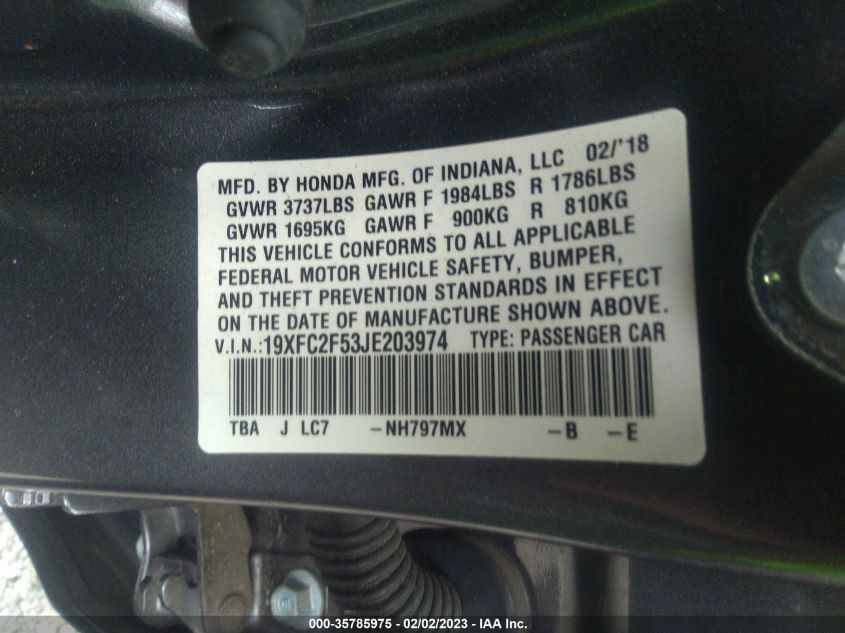 MFD. BY HONDA MFG. OF INDIANA, LLC 02/'18
GVWR 3737LBS GAWR F 1984LBS R 1786LBS
GVWR 1695KG GAWR F 900KG R 810KG
THIS VEHICLE CONFORMS TO ALL APPLICABLE
FEDERAL MOTOR VEHICLE SAFETY, BUMPER,
AND THEFT PREVENTION STANDARDS IN EFFECT
ON THE DATE OF MANUFACTURE SHOWN ABOVE.
V.I.N.:19XFC2F53JE203974 TYPE: PASSENGER CAR
TBA J LC7 -NH797MX -B -E
000-35785975 - 02/02/2023 - IAA Inc.